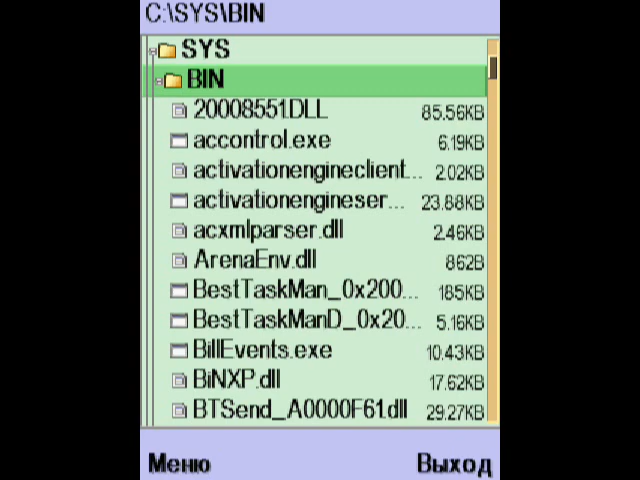 C:\SYS\BIN
SYS
BIN
20008551.DLL 85.56KB
accontrol.exe 6.19KB
activationengineclient... 2.02KB
activationengineser... 23.88KB
acxmlparser.dll 2.46KB
ArenaEnv.dll 862B
BestTaskMan_0x200... 185KB
BestTaskManD_0x20... 5.16KB
BillEvents.exe 10.43KB
BiNXP.dll 17.62KB
BTSend_A0000F61.dll 29.27KB
Меню Выход